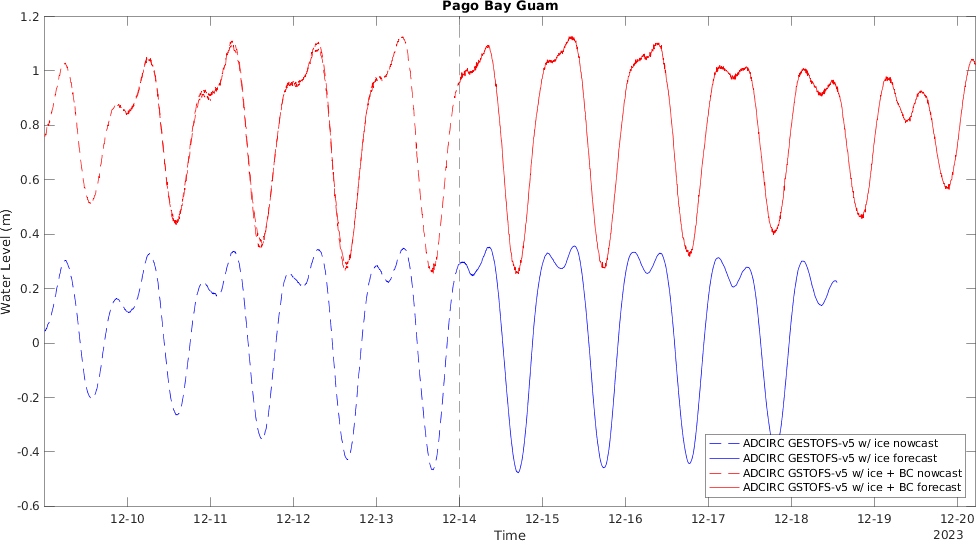 Pago Bay Guam
1.2
1
0.8
0.6
0.4
0.2
0
-0.2
-0.4
-0.6
Water Level (m)
ADCIRC GESTOFS-v5 w/ ice nowcast
ADCIRC GESTOFS-v5 w/ ice forecast
ADCIRC GSTOFS-v5 w/ ice + BC nowcast
ADCIRC GSTOFS-v5 w/ ice + BC forecast
12-10 12-11 12-12 12-13 12-14 12-15 12-16 12-17 12-18 12-19 12-20
Time
2023